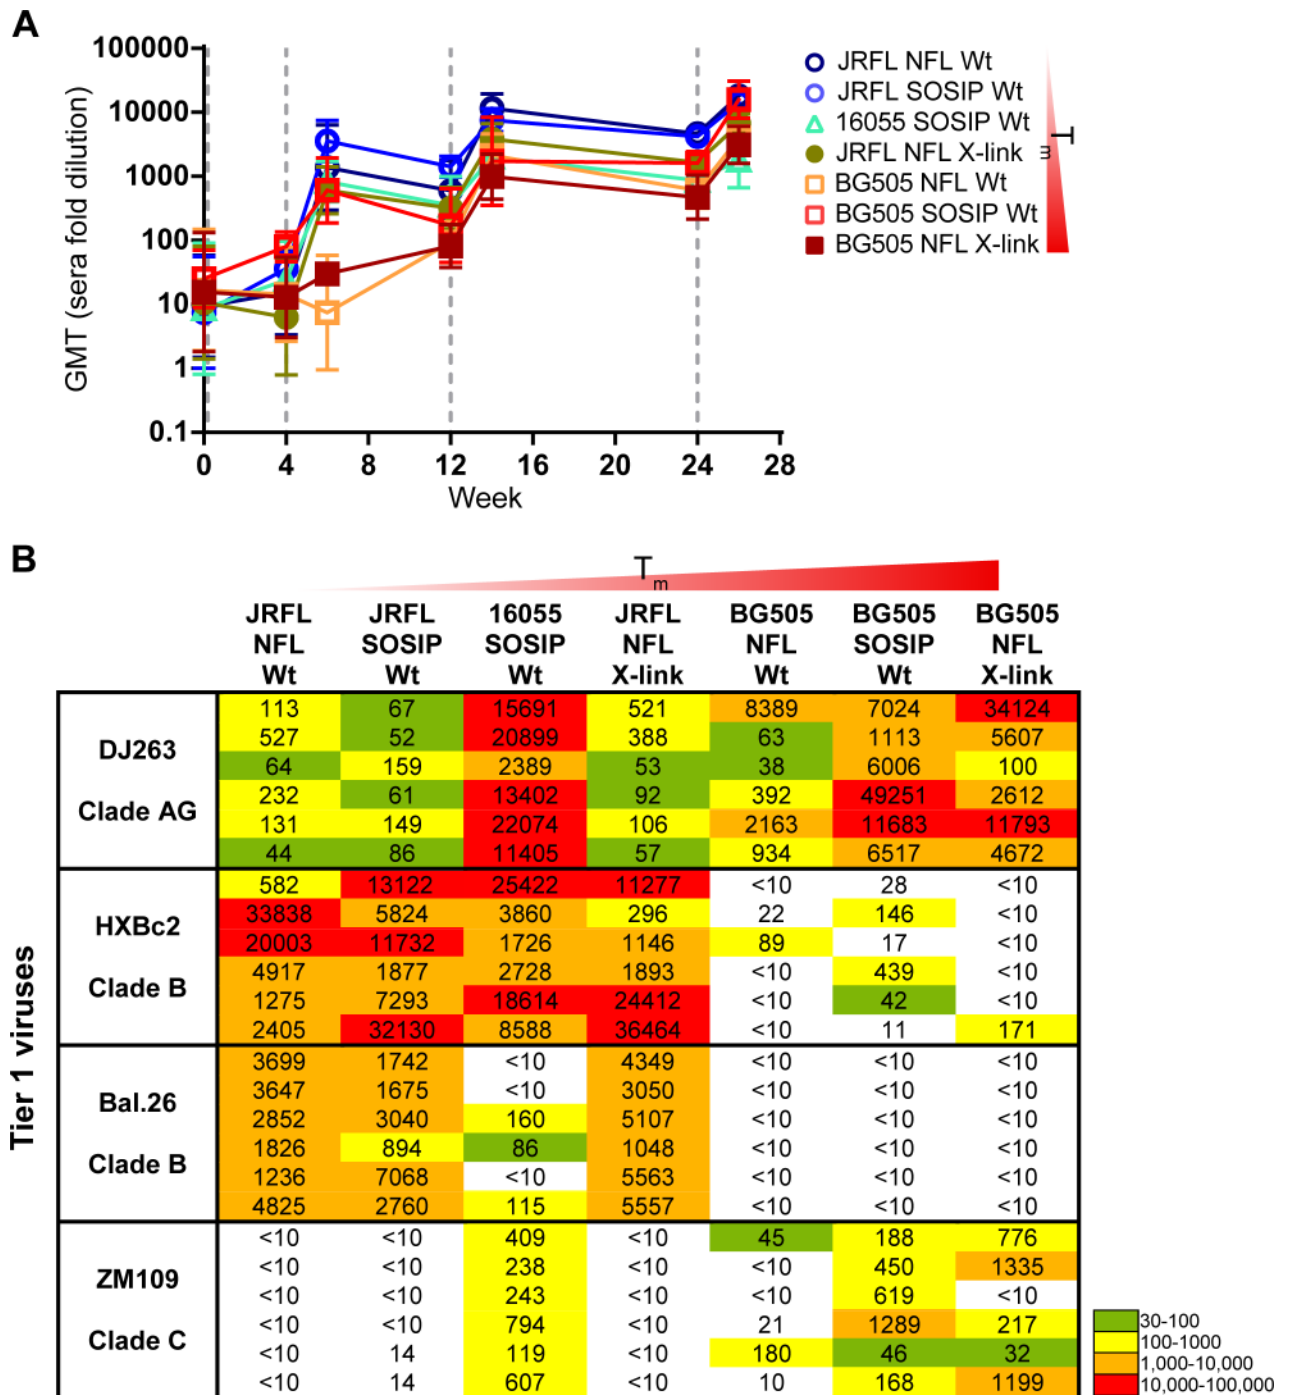 A
GMT (sera fold dilution)
100000
10000
1000
100
10
1
0.1
0 4 8 12 16 20 24 28
Week
JRFL NFL Wt
JRFL SOSIP Wt
16055 SOSIP Wt
JRFL NFL X-link
BG505 NFL Wt
BG505 SOSIP Wt
BG505 NFL X-link
Tm
B
Tm
JRFL JRFL 16055 JRFL BG505 BG505 BG505
NFL SOSIP SOSIP NFL NFL SOSIP NFL
Wt Wt Wt X-link Wt Wt X-link
Tier 1 viruses
DJ263
Clade AG
113 67 15691 521 8389 7024 34124
527 52 20899 388 63 1113 5607
64 159 2389 53 38 6006 100
232 61 13402 92 392 49251 2612
131 149 22074 106 2163 11683 11793
44 86 11405 57 934 6517 4672
HXBc2
Clade B
582 13122 25422 11277 <10 28 <10
33838 5824 3860 296 22 146 <10
20003 11732 1726 1146 89 17 <10
4917 1877 2728 1893 <10 439 <10
1275 7293 18614 24412 <10 42 <10
2405 32130 8588 36464 <10 11 171
Bal.26
Clade B
3699 1742 <10 4349 <10 <10 <10
3647 1675 <10 3050 <10 <10 <10
2852 3040 160 5107 <10 <10 <10
1826 894 86 1048 <10 <10 <10
1236 7068 <10 5563 <10 <10 <10
4825 2760 115 5557 <10 <10 <10
ZM109
Clade C
<10 <10 409 <10 45 188 776
<10 <10 238 <10 <10 450 1335
<10 <10 243 <10 <10 619 <10
<10 <10 794 <10 21 1289 217
<10 14 119 <10 180 46 32
<10 14 607 <10 10 168 1199
30-100
100-1000
1,000-10,000
10,000-100,000